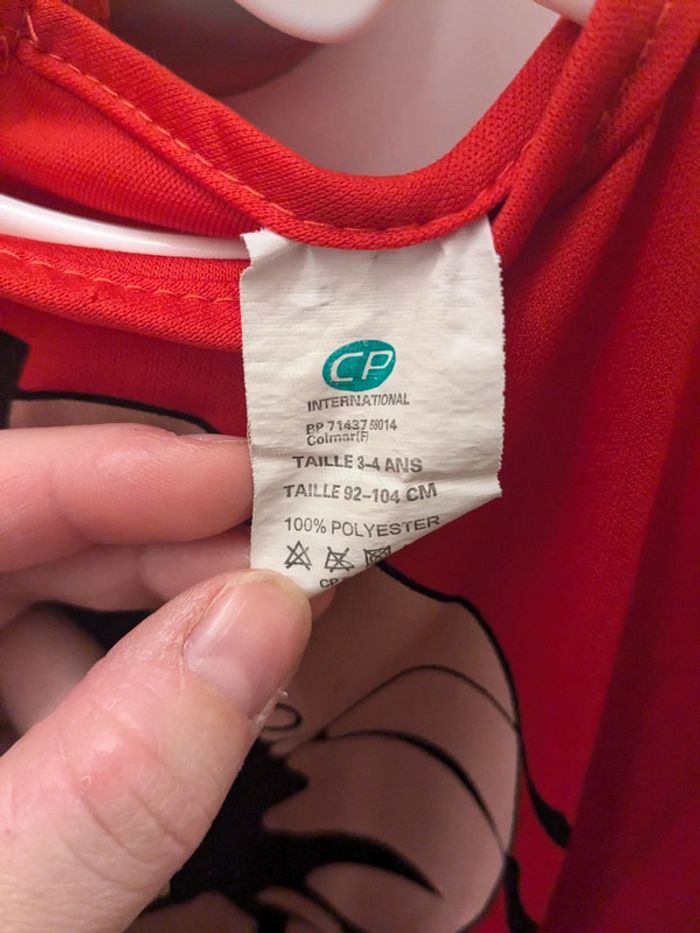 CP
INTERNATIONAL
BP 71437 68014
Colmar(F)
TAILLE 3-4 ANS
TAILLE 92-104 CM
100% POLYESTER